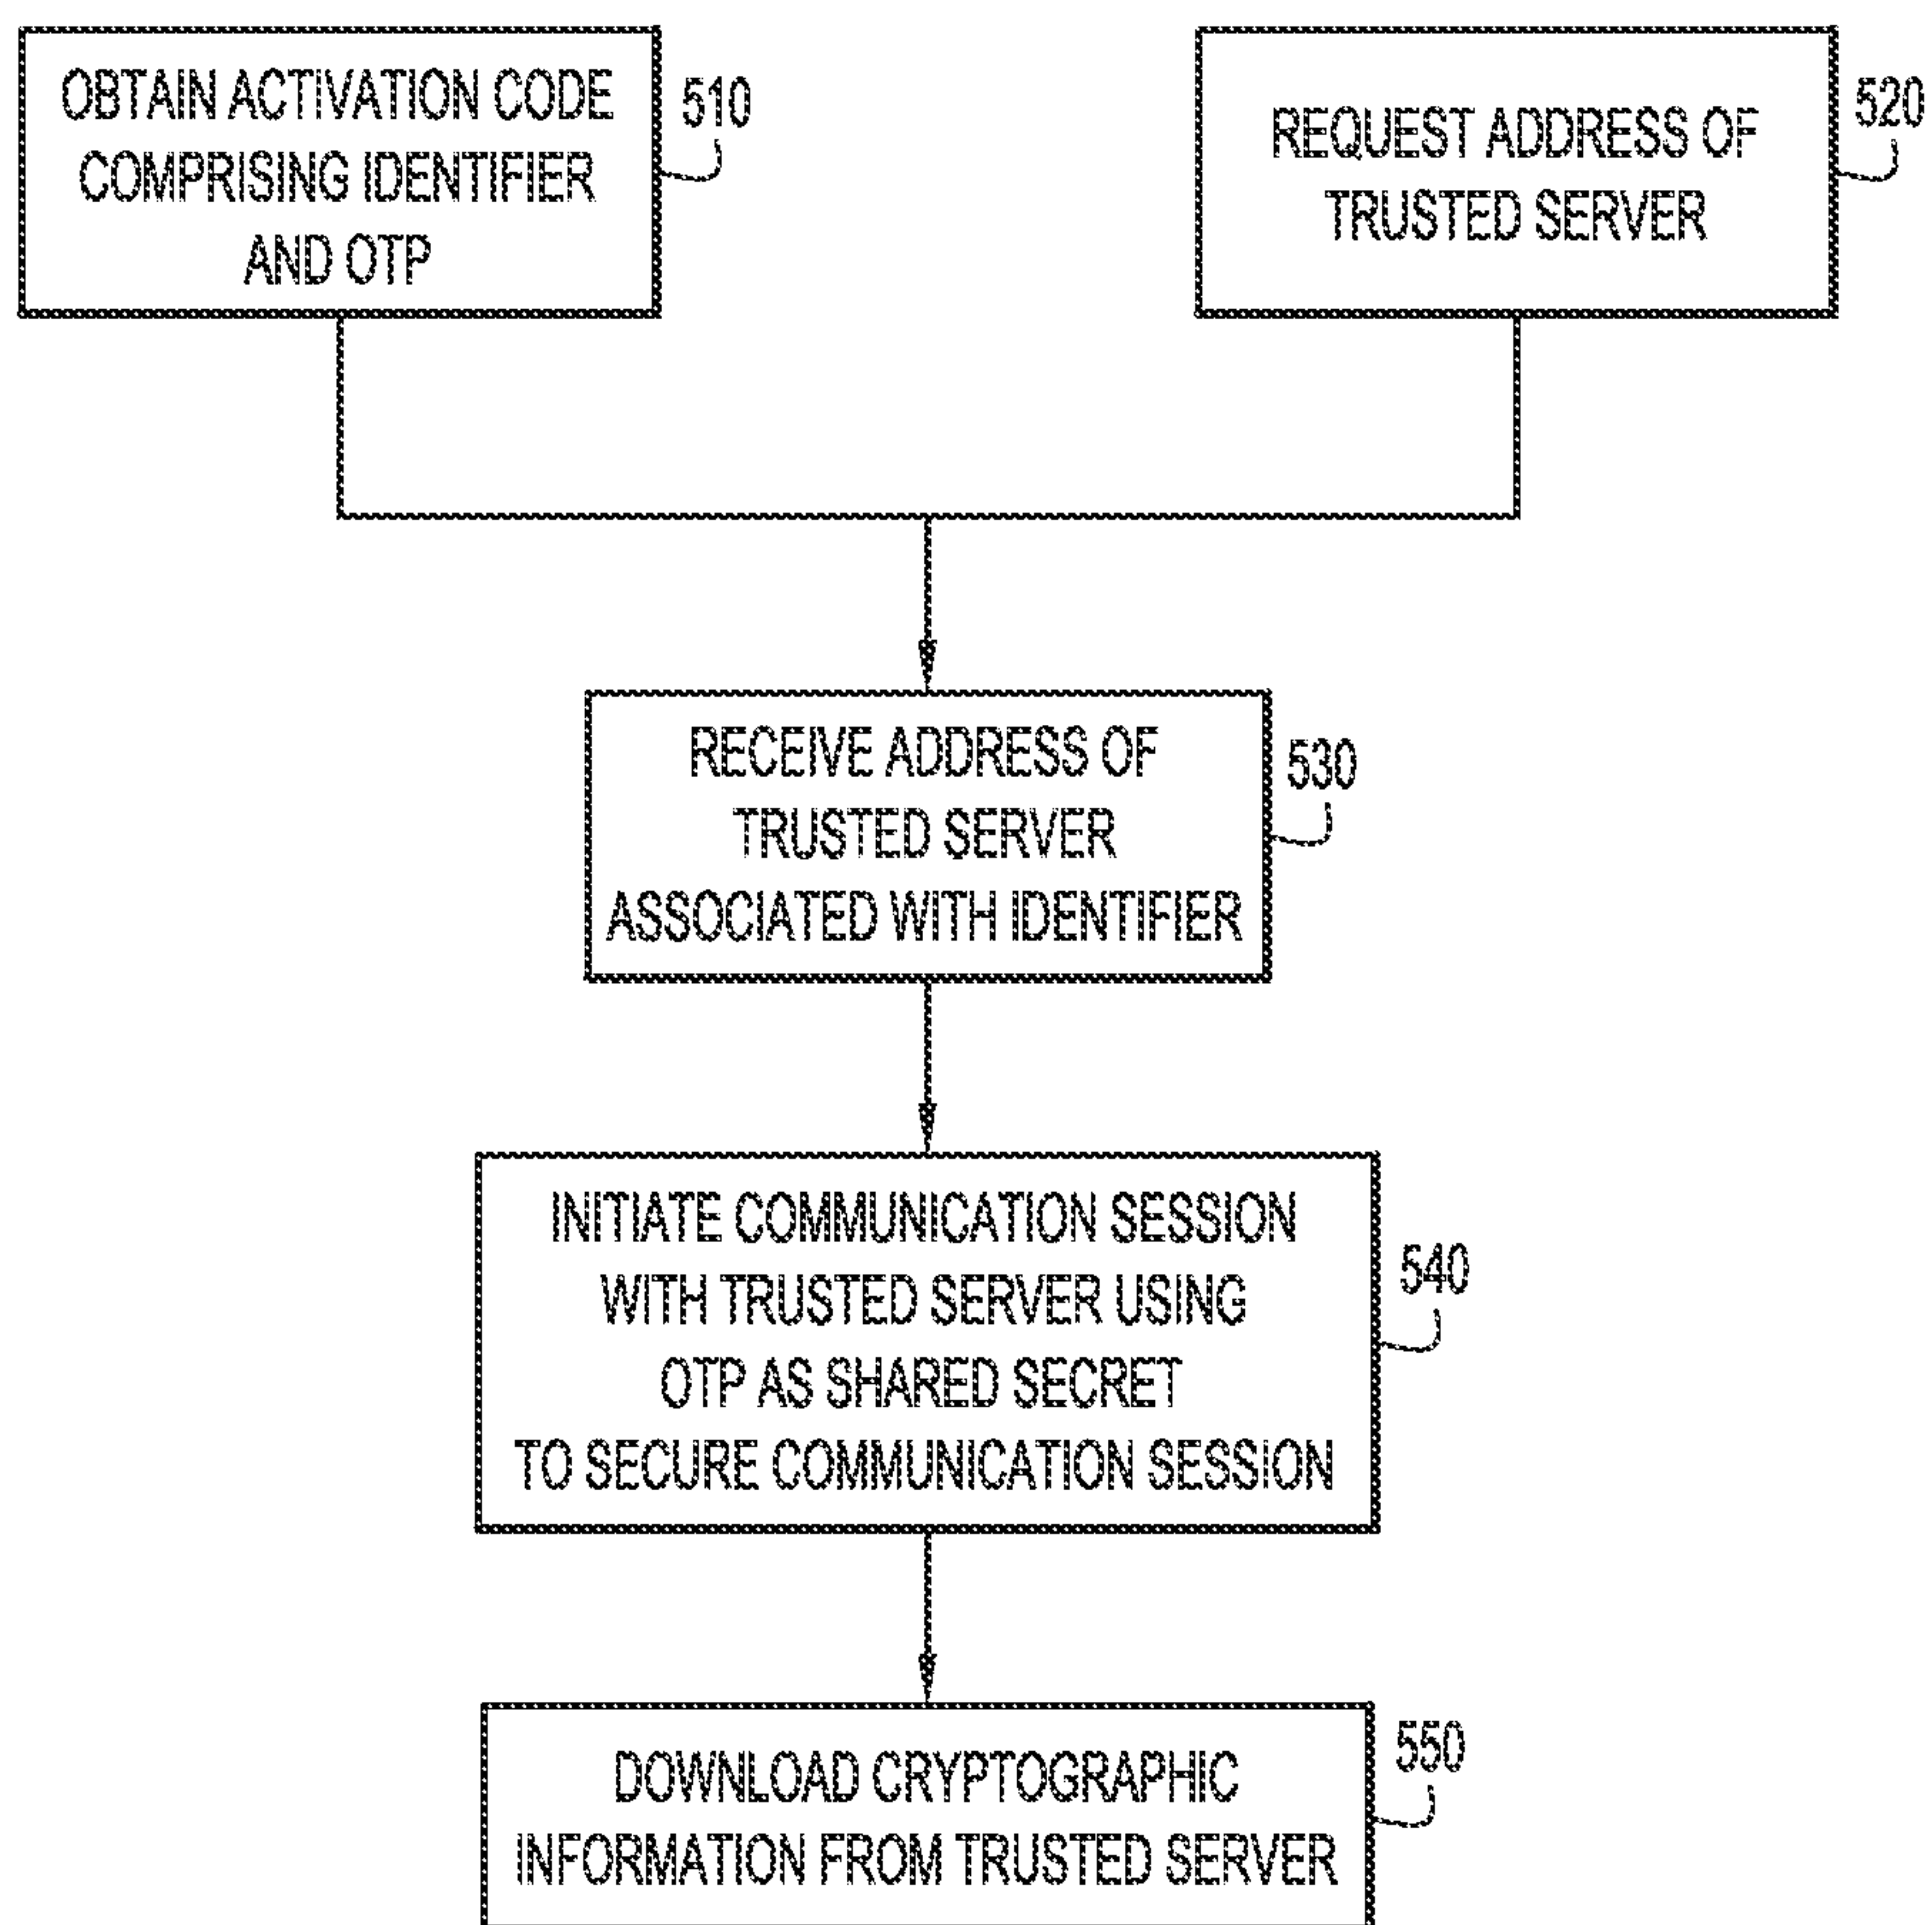 OBTAIN ACTIVATION CODE
COMPRISING IDENTIFIER
AND OTP
510
REQUEST ADDRESS OF
TRUSTED SERVER
520
RECEIVE ADDRESS OF
TRUSTED SERVER
ASSOCIATED WITH IDENTIFIER
530
INITIATE COMMUNICATION SESSION
WITH TRUSTED SERVER USING
OTP AS SHARED SECRET
TO SECURE COMMUNICATION SESSION
540
DOWNLOAD CRYPTOGRAPHIC
INFORMATION FROM TRUSTED SERVER
550